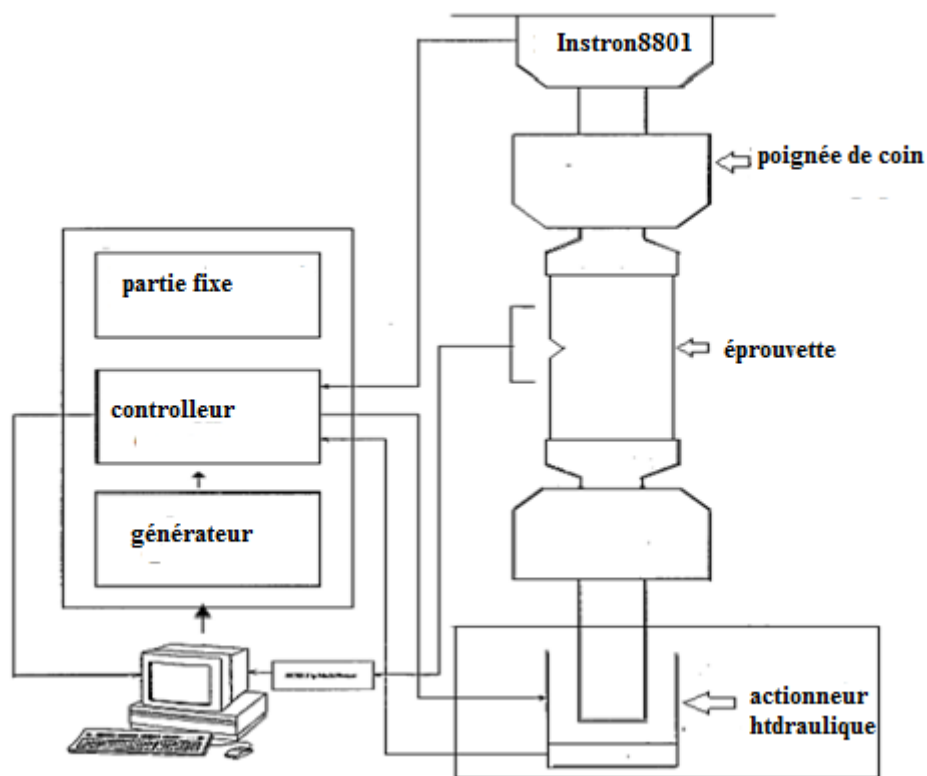 Instron8801
poignée de coin
partie fixe
éprouvette
controlleur
générateur
actionneur
htdraulique